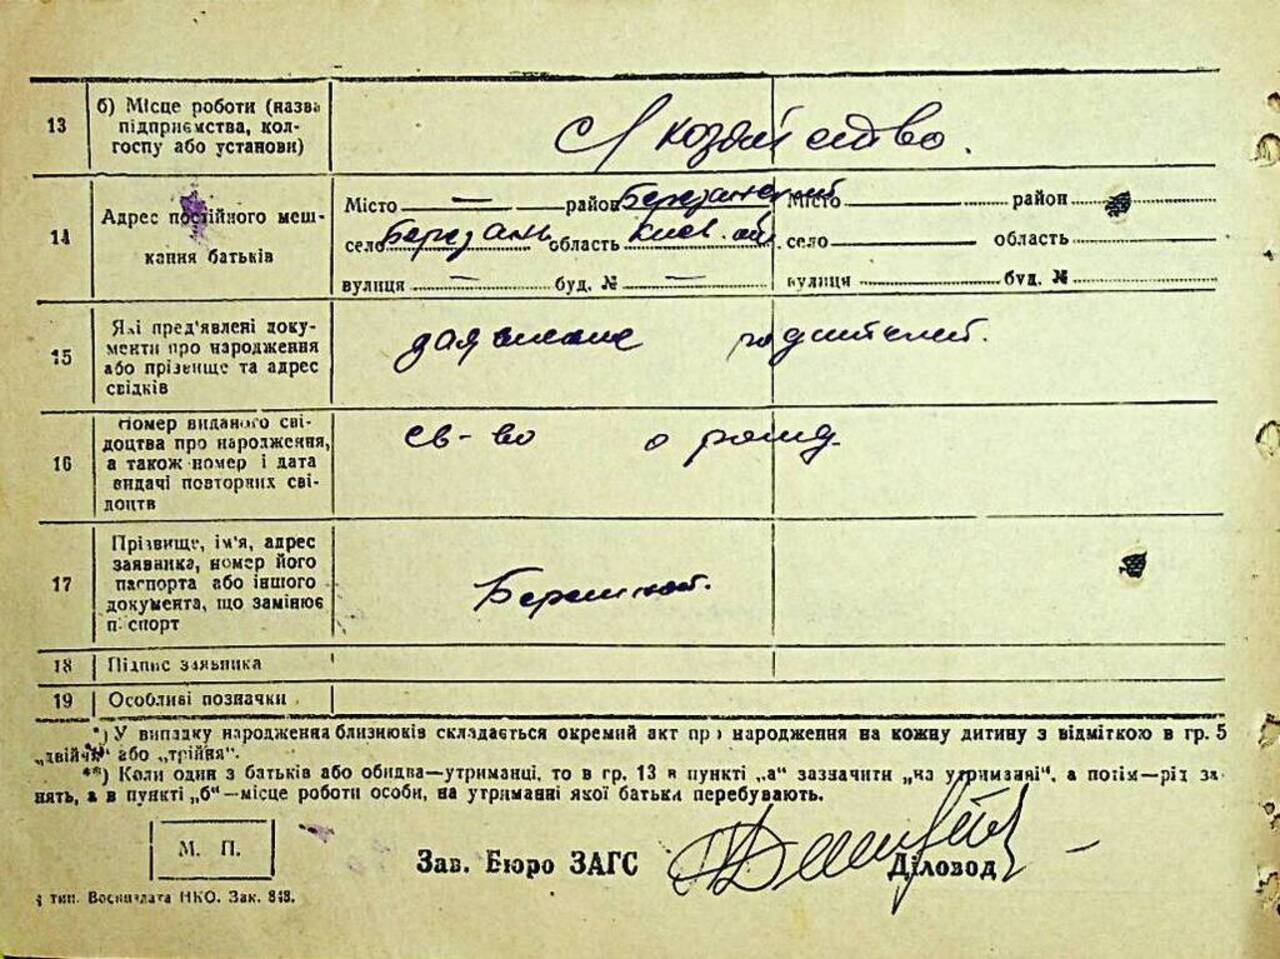 13
б) Місце роботи (назва
підприємства, кол-
госпу або установи)
С/хозяйство.
14
Адрес постійного меш-
кання батьків
Місто — район Березанский Місто район
село Березань область Киев. обл. село область
вулиця — буд. № — вулиця буд. №
15
Які пред'явлені доку-
менти про народження
або прізвище та адрес
свідків
заявление родителей.
16
Номер виданого сві-
доцтва про народження,
а також номер і дата
видачі повторних сві-
доцтв
св-во о рожд.
17
Прізвище, ім'я, адрес
заявника, номер його
паспорта або іншого
документа, що замінює
паспорт
18 Підпис заявника
19 Особливі позначки
*) У випадку народження близнюків складається окремий акт про народження на кожну дитину з відміткою в гр. 5
„двійня" або „трійня".
**) Коли один з батьків або обидва—утриманці, то в гр. 13 в пункті „а" зазначити „на утриманні", а потім—рід за-
нять, а в пункті „б"—місце роботи особи, на утриманні якої батьки перебувають.
М. П.
Зав. Бюро ЗАГС Діловод
тип. Воениздата НКО. Зак. 848.